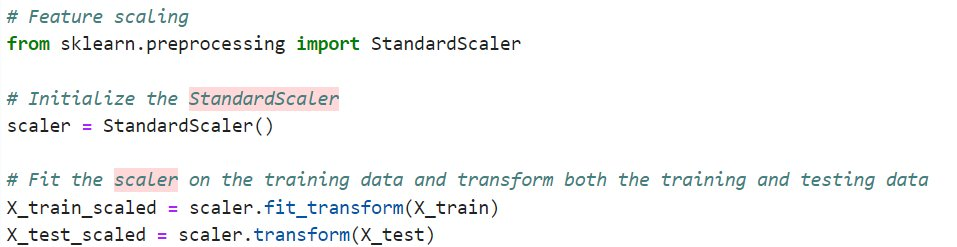 # Feature scaling
from sklearn.preprocessing import StandardScaler
# Initialize the StandardScaler
scaler = StandardScaler()
# Fit the scaler on the training data and transform both the training and testing data
X_train_scaled = scaler.fit_transform(X_train)
X_test_scaled = scaler.transform(X_test)